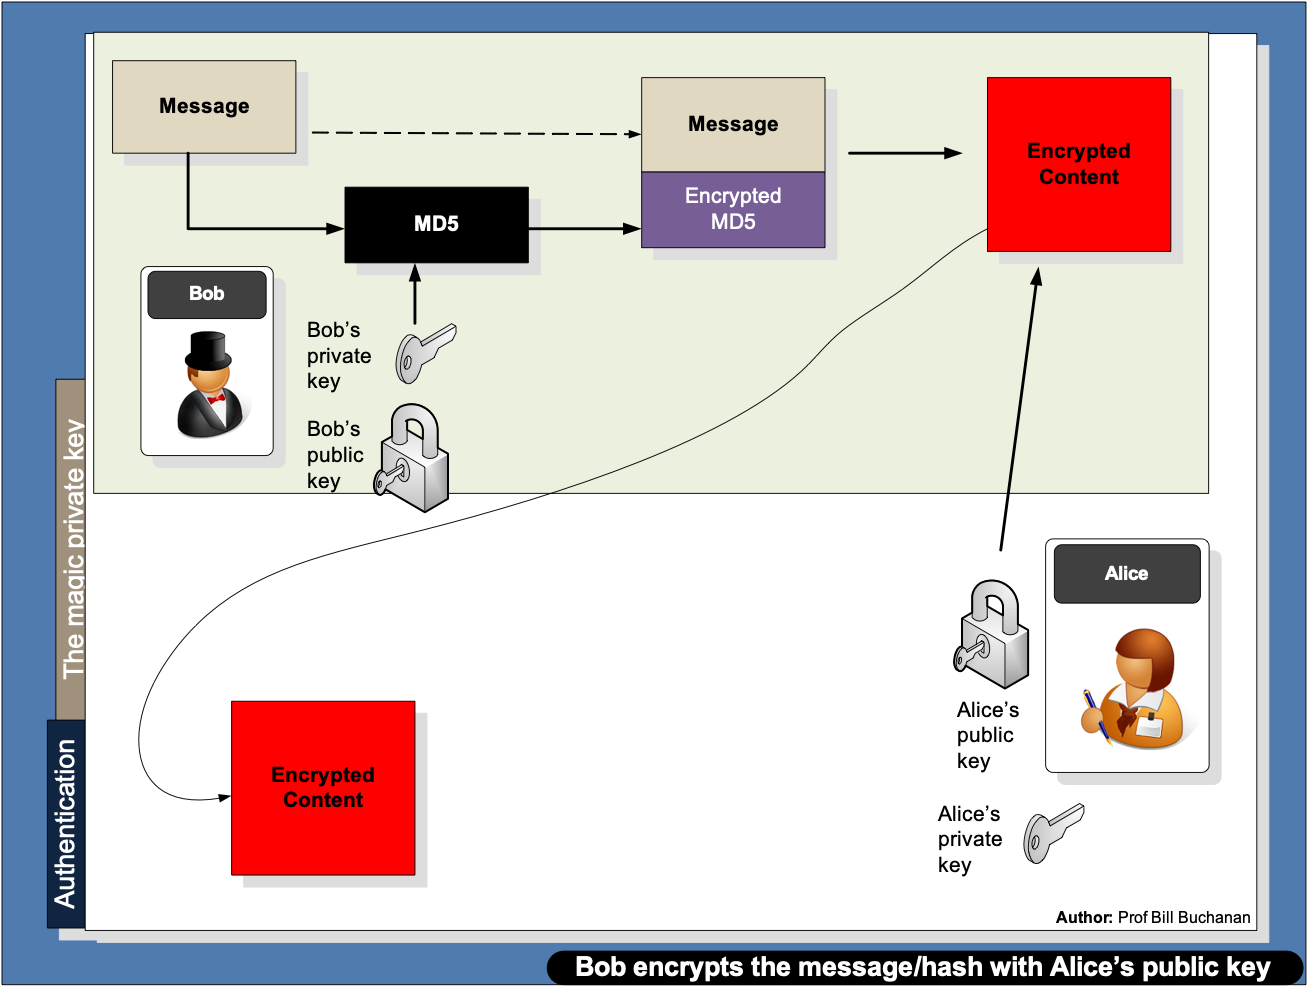 Message
Message
Encrypted
MD5
MD5
Encrypted
Content
Bob
Bob’s
private
key
Bob’s
public
key
The magic private key
Authentication
Alice
Alice’s
public
key
Alice’s
private
key
Encrypted
Content
Author: Prof Bill Buchanan
Bob encrypts the message/hash with Alice’s public key